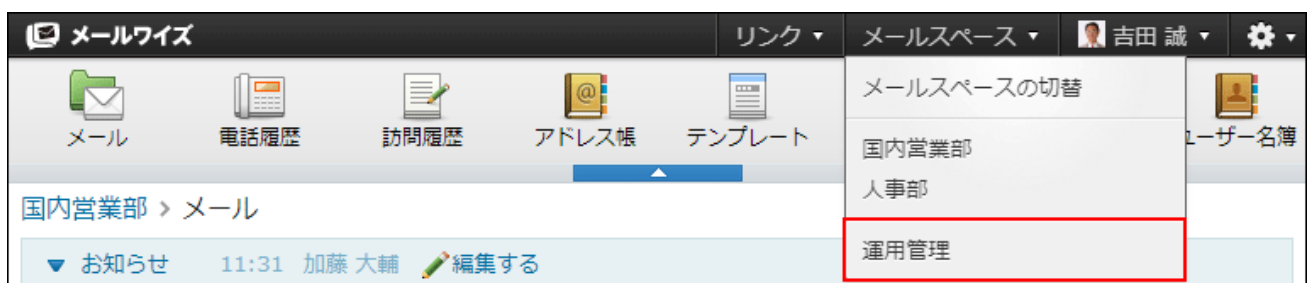 メールワイズ リンク メールスペース 吉田 誠
メールスペースの切替
メール 電話履歴 訪問履歴 アドレス帳 テンプレート ーザー名簿
国内営業部
人事部
国内営業部 > メール
運用管理
お知らせ 11:31 加藤 大輔 編集する